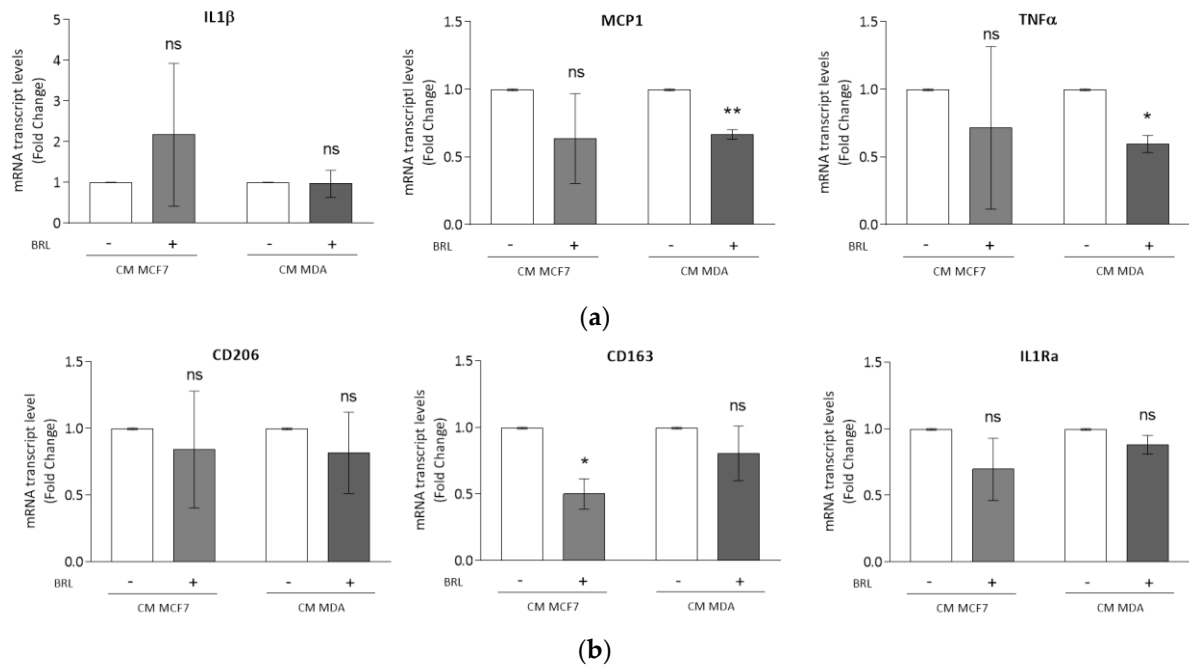 IL1β
mRNA transcript levels
(Fold Change)
5
4
3
2
1
0
ns
ns
BRL - + - +
CM MCF7 CM MDA
MCP1
mRNA transcriptl levels
(Fold Change)
1.5
1.0
0.5
0.0
ns
**
BRL - + - +
CM MCF7 CM MDA
TNFα
mRNA transcript levels
(Fold Change)
1.5
1.0
0.5
0.0
ns
*
BRL - + - +
CM MCF7 CM MDA
(a)
CD206
mRNA transcript level
(Fold Change)
1.5
1.0
0.5
0.0
ns
ns
BRL - + - +
CM MCF7 CM MDA
CD163
mRNA transcript levels
(Fold Change)
1.5
1.0
0.5
0.0
*
ns
BRL - + - +
CM MCF7 CM MDA
IL1Ra
mRNA transcript levels
(Fold Change)
1.5
1.0
0.5
0.0
ns
ns
BRL - + - +
CM MCF7 CM MDA
(b)